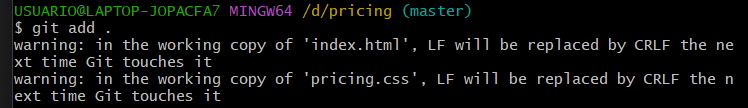 USUARIO@LAPTOP-JOPACFA7 MINGW64 /d/pricing (master)
$ git add .
warning: in the working copy of 'index.html', LF will be replaced by CRLF the ne
xt time Git touches it
warning: in the working copy of 'pricing.css', LF will be replaced by CRLF the n
ext time Git touches it